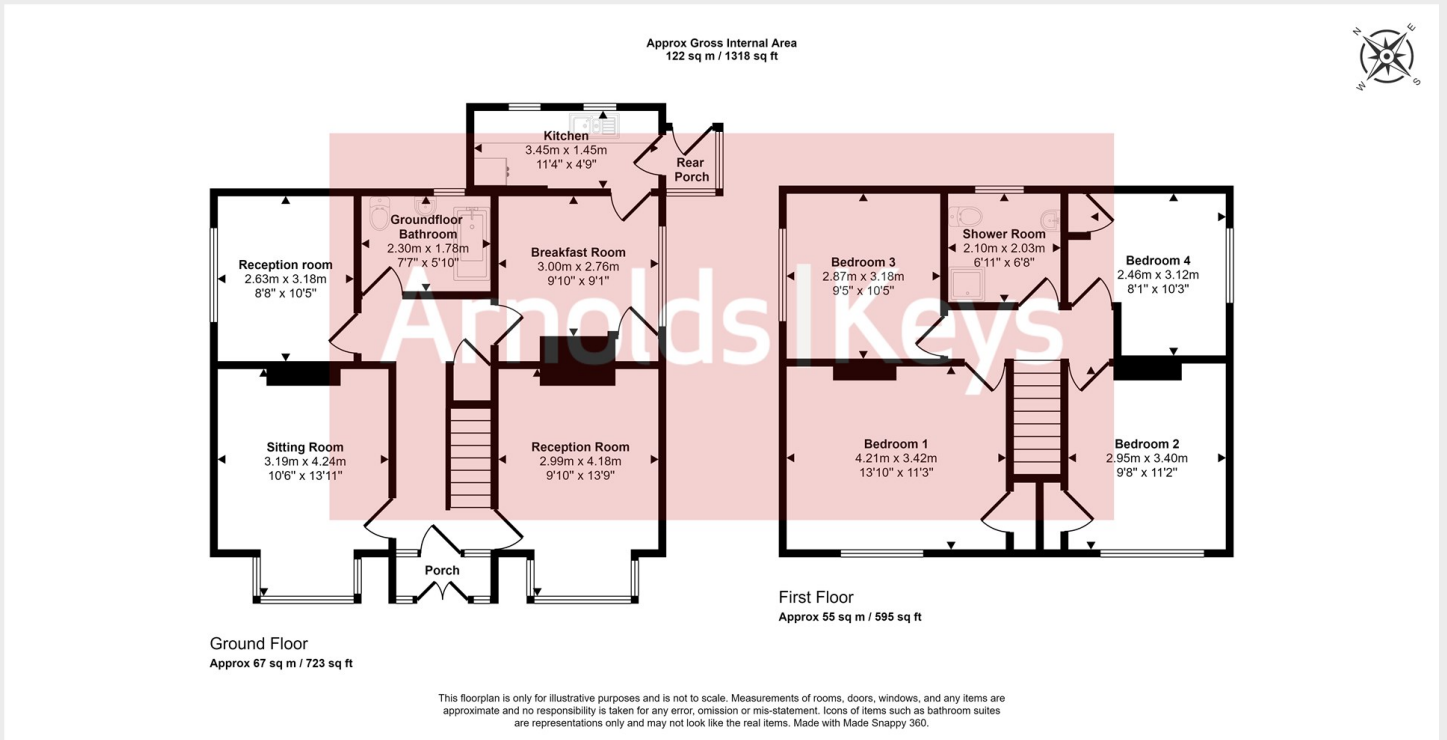 Approx Gross Internal Area
122 sq m / 1318 sq ft
N
E
W
S
Kitchen
3.45m x 1.45m
11'4" x 4'9"
Rear
Porch
Groundfloor
Bathroom
2.30m x 1.78m
7'7" x 5'10"
Reception room
2.63m x 3.18m
8'8" x 10'5"
Breakfast Room
3.00m x 2.76m
9'10" x 9'1"
Sitting Room
3.19m x 4.24m
10'6" x 13'11"
Reception Room
2.99m x 4.18m
9'10" x 13'9"
Porch
Ground Floor
Approx 67 sq m / 723 sq ft
Bedroom 3
2.87m x 3.18m
9'5" x 10'5"
Shower Room
2.10m x 2.03m
6'11" x 6'8"
Bedroom 4
2.46m x 3.12m
8'1" x 10'3"
Bedroom 1
4.21m x 3.42m
13'10" x 11'3"
Bedroom 2
2.95m x 3.40m
9'8" x 11'2"
First Floor
Approx 55 sq m / 595 sq ft
Arnolds|Keys
This floorplan is only for illustrative purposes and is not to scale. Measurements of rooms, doors, windows, and any items are
approximate and no responsibility is taken for any error, omission or mis-statement. Icons of items such as bathroom suites
are representations only and may not look like the real items. Made with Made Snappy 360.